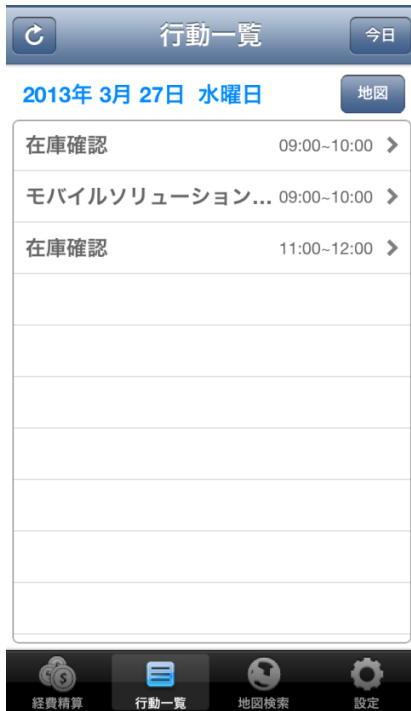 行動一覧
今日
2013年 3月 27日 水曜日
地図
在庫確認 09:00~10:00
モバイルソリューション... 09:00~10:00
在庫確認 11:00~12:00
経費精算 行動一覧 地図検索 設定